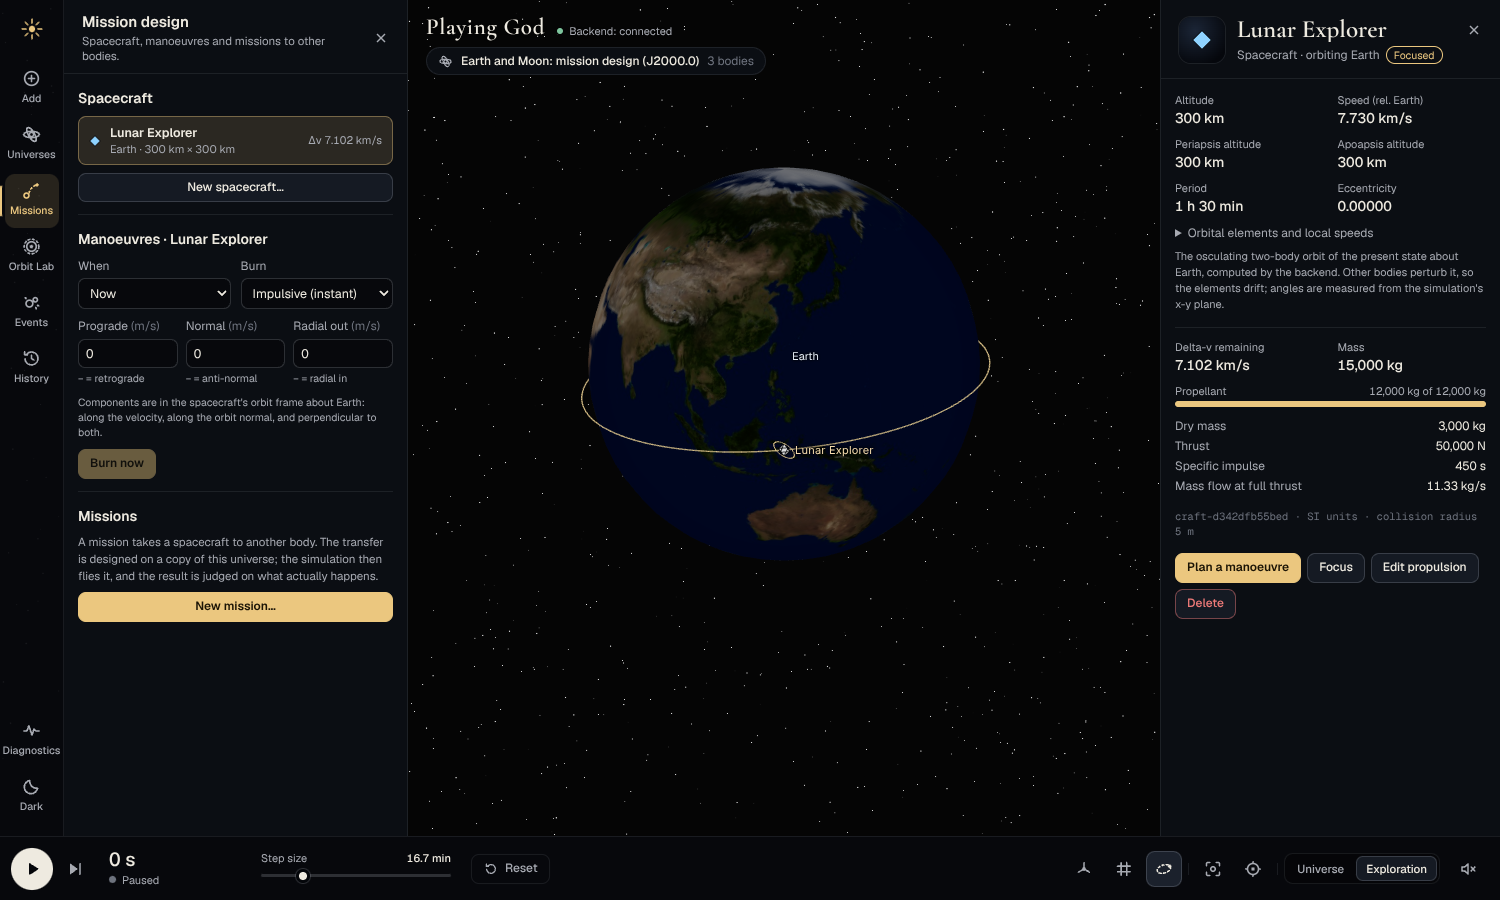 Add
Universes
Missions
Orbit Lab
Events
History
Diagnostics
Dark
Mission design
Spacecraft, manoeuvres and missions to other
bodies.
Spacecraft
Lunar Explorer
Earth · 300 km × 300 km
Δv 7.102 km/s
New spacecraft…
Manoeuvres · Lunar Explorer
When
Burn
Now
Impulsive (instant)
Prograde (m/s)
Normal (m/s)
Radial out (m/s)
0
0
0
− = retrograde
− = anti-normal
− = radial in
Components are in the spacecraft's orbit frame about Earth:
along the velocity, along the orbit normal, and perpendicular to
both.
Burn now
Missions
A mission takes a spacecraft to another body. The transfer
is designed on a copy of this universe; the simulation then
flies it, and the result is judged on what actually happens.
New mission…
Playing God
Backend: connected
Earth and Moon: mission design (J2000.0) 3 bodies
Earth
Lunar Explorer
Lunar Explorer
Spacecraft · orbiting Earth
Focused
Altitude
300 km
Speed (rel. Earth)
7.730 km/s
Periapsis altitude
300 km
Apoapsis altitude
300 km
Period
1 h 30 min
Eccentricity
0.00000
Orbital elements and local speeds
The osculating two-body orbit of the present state about
Earth, computed by the backend. Other bodies perturb it, so
the elements drift; angles are measured from the simulation's
x-y plane.
Delta-v remaining
7.102 km/s
Mass
15,000 kg
Propellant
12,000 kg of 12,000 kg
Dry mass
3,000 kg
Thrust
50,000 N
Specific impulse
450 s
Mass flow at full thrust
11.33 kg/s
craft-d342dfb55bed · SI units · collision radius
5 m
Plan a manoeuvre
Focus
Edit propulsion
Delete
0 s
Paused
Step size
16.7 min
Reset
Universe
Exploration